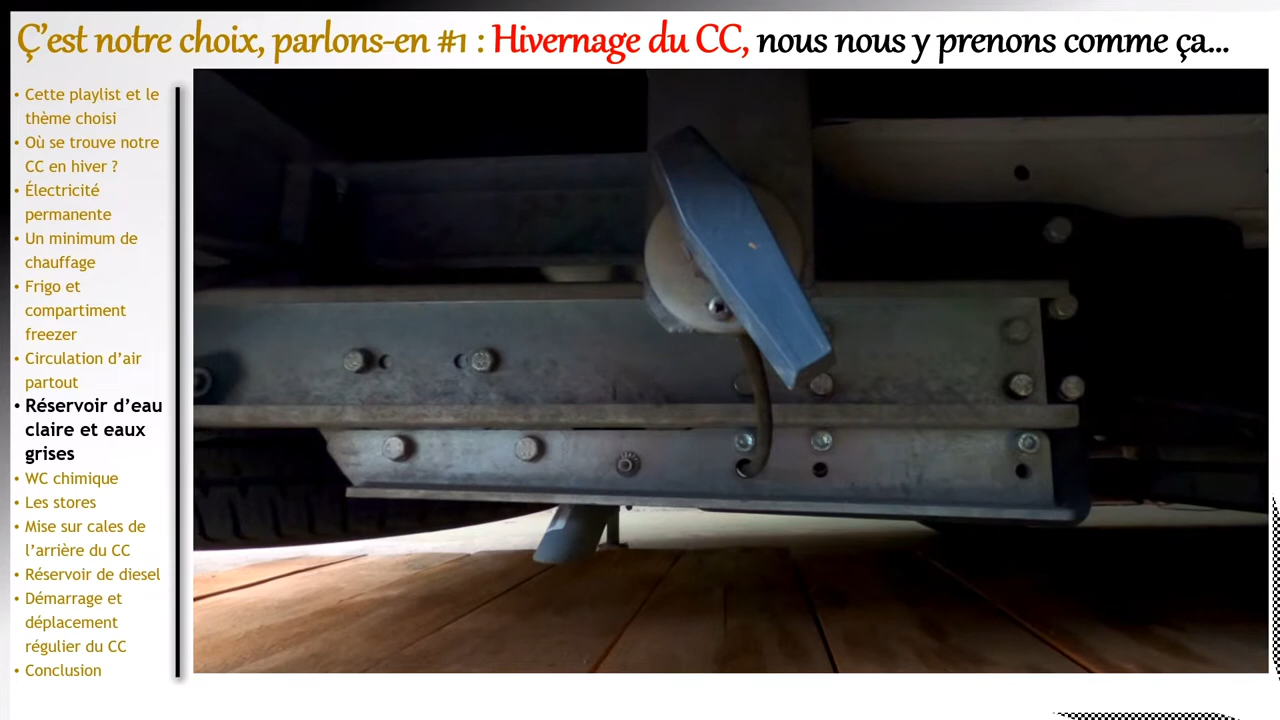 Ç'est notre choix, parlons-en #1 : Hivernage du CC, nous nous y prenons comme ça...
• Cette playlist et le
thème choisi
• Où se trouve notre
CC en hiver ?
• Électricité
permanente
• Un minimum de
chauffage
• Frigo et
compartiment
freezer
• Circulation d'air
partout
• Réservoir d'eau
claire et eaux
grises
• WC chimique
• Les stores
• Mise sur cales de
l'arrière du CC
• Réservoir de diesel
• Démarrage et
déplacement
régulier du CC
• Conclusion